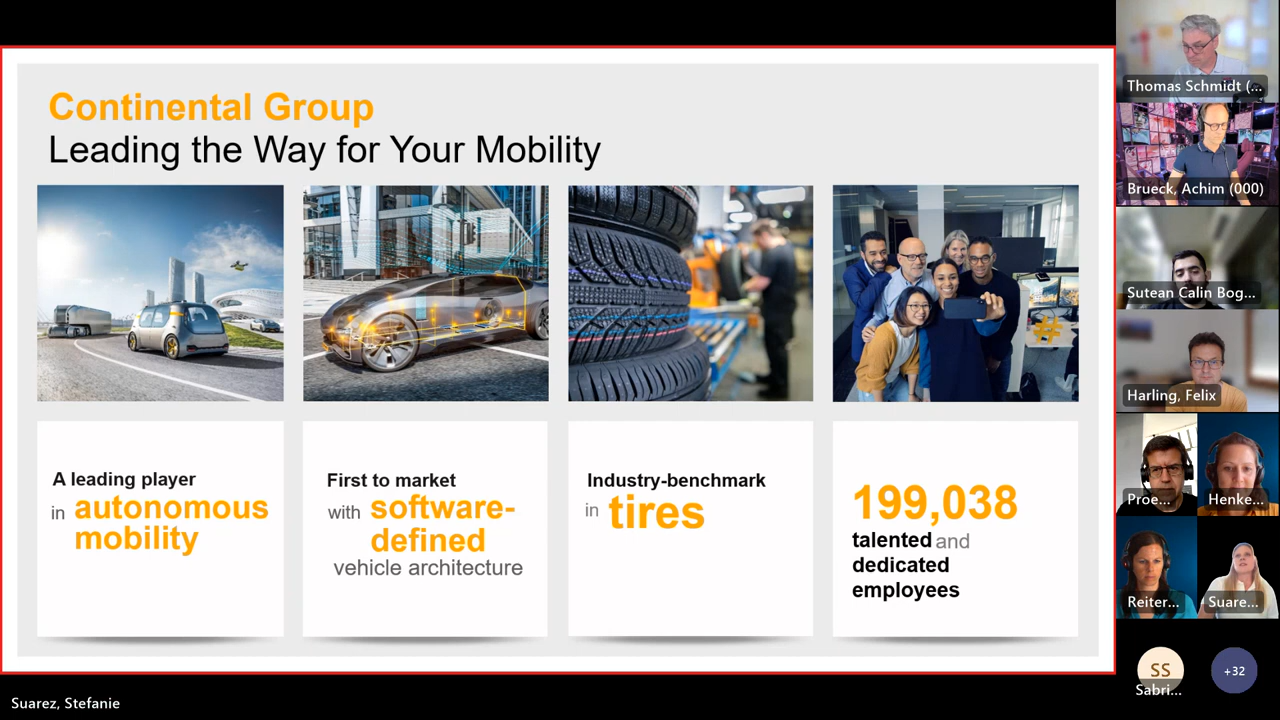 Continental Group
Leading the Way for Your Mobility
A leading player
in autonomous
mobility
First to market
with software-
defined
vehicle architecture
Industry-benchmark
in tires
#
199,038
talented and
dedicated
employees
Thomas Schmidt (...
Brueck, Achim (000)
Sutean Calin Bog...
Harling, Felix
Proe...
Henke...
Reiter...
Suare...
SS
Sabri...
+32
Suarez, Stefanie